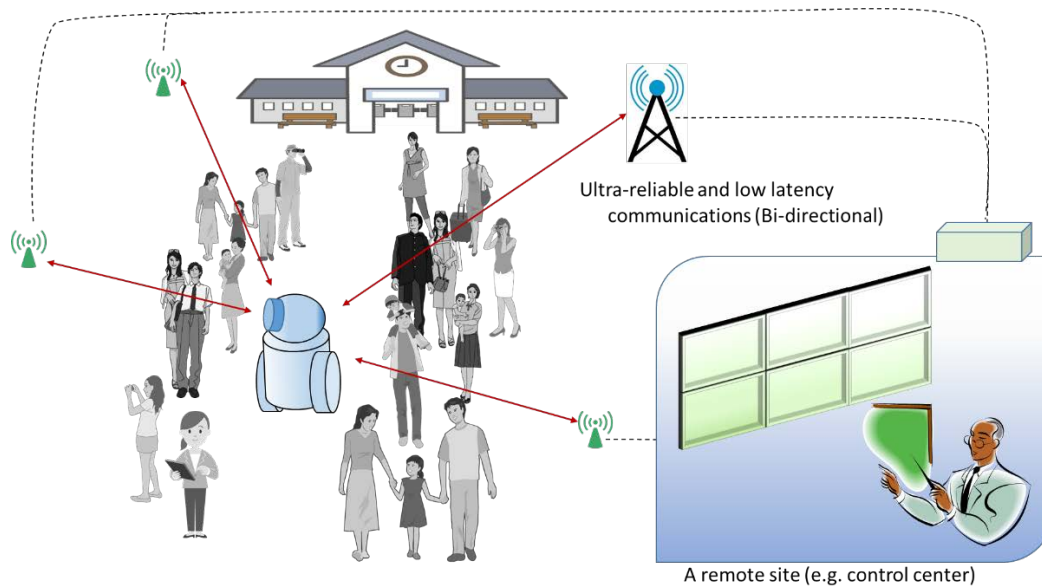 Ultra-reliable and low latency
communications (Bi-directional)
A remote site (e.g. control center)